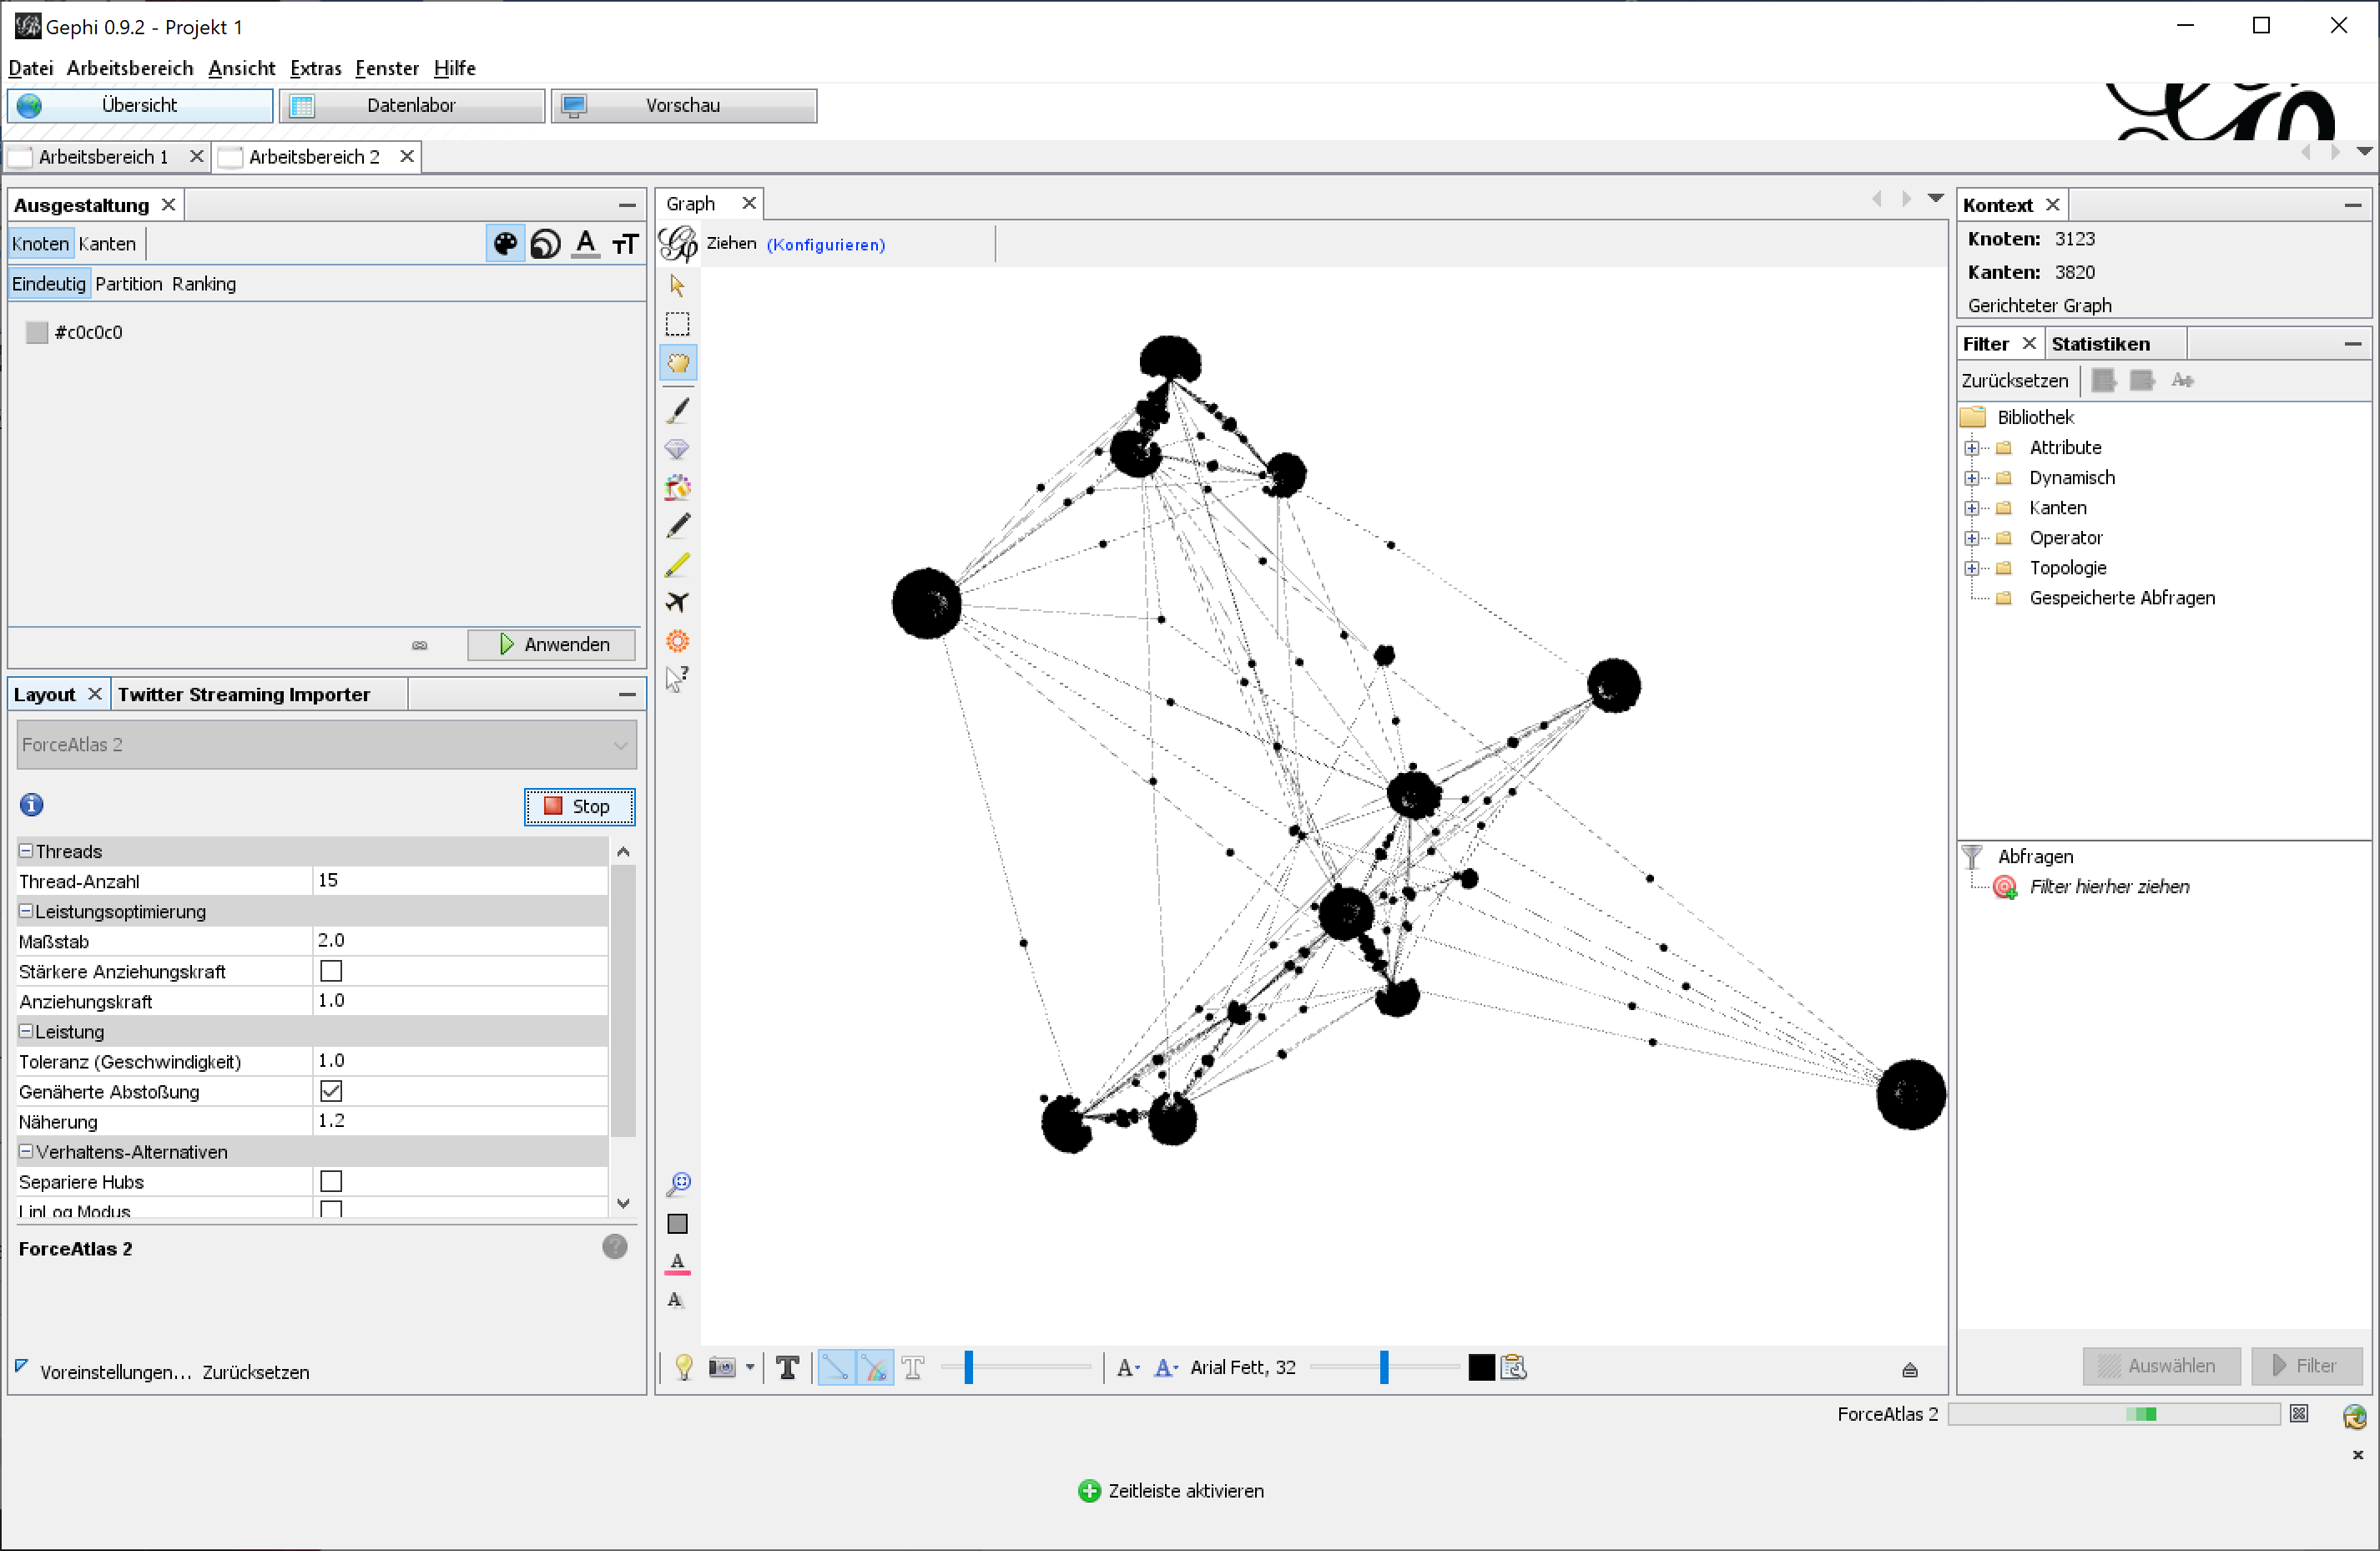 Gephi 0.9.2 - Projekt 1
Datei Arbeitsbereich Ansicht Extras Fenster Hilfe
Übersicht Datenlabor Vorschau
Arbeitsbereich 1 Arbeitsbereich 2
Ausgestaltung
Knoten Kanten
Eindeutig Partition Ranking
#c0c0c0
Anwenden
Layout Twitter Streaming Importer
ForceAtlas 2
Stop
Threads
Thread-Anzahl 15
Leistungsoptimierung
Maßstab 2.0
Stärkere Anziehungskraft
Anziehungskraft 1.0
Leistung
Toleranz (Geschwindigkeit) 1.0
Genäherte Abstoßung
Näherung 1.2
Verhaltens-Alternativen
Separiere Hubs
LinLog Modus
ForceAtlas 2
Voreinstellungen... Zurücksetzen
Graph
Ziehen (Konfigurieren)
Arial Fett, 32
Kontext
Knoten: 3123
Kanten: 3820
Gerichteter Graph
Filter Statistiken
Zurücksetzen
Bibliothek
Attribute
Dynamisch
Kanten
Operator
Topologie
Gespeicherte Abfragen
Abfragen
Filter hierher ziehen
Auswählen Filter
ForceAtlas 2
Zeitleiste aktivieren